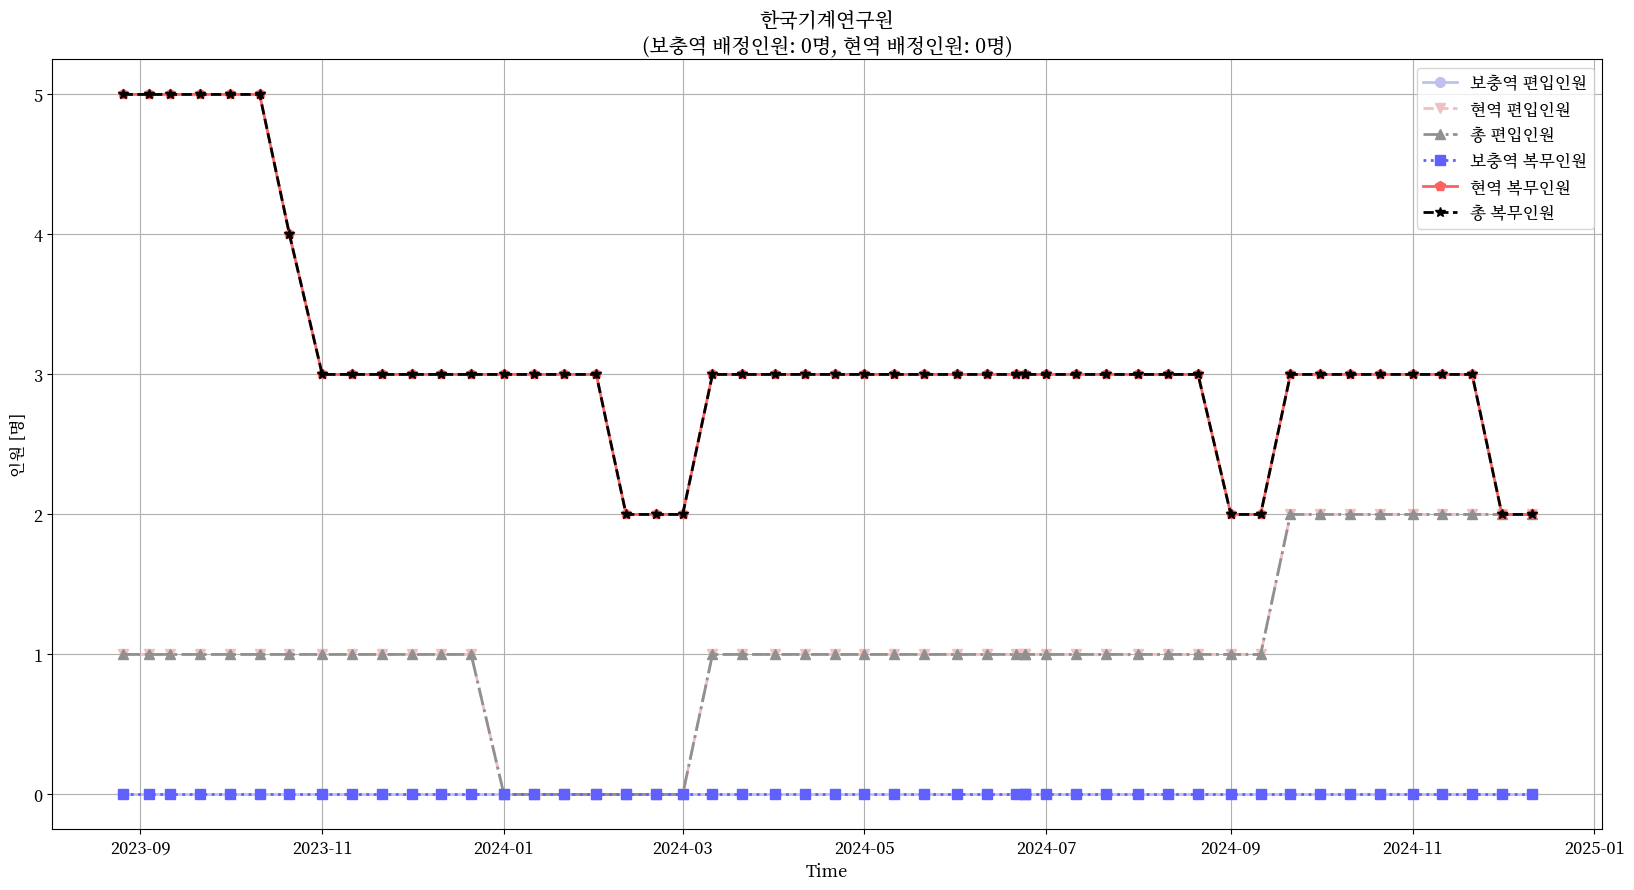 한국기계연구원
(보충역 배정인원: 0명, 현역 배정인원: 0명)
보충역 편입인원
현역 편입인원
총 편입인원
보충역 복무인원
현역 복무인원
총 복무인원
5
4
3
2
1
0
인원 [명]
2023-09 2023-11 2024-01 2024-03 2024-05 2024-07 2024-09 2024-11 2025-01
Time